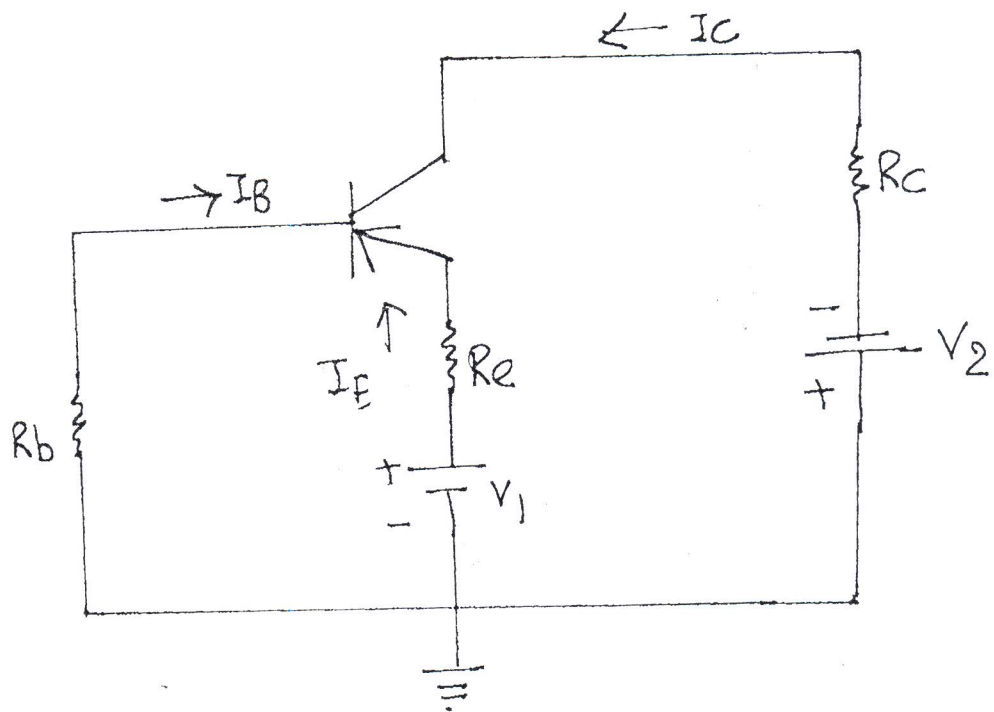 ← IC
→ IB
RC
-
V2
+
IE
Re
Rb
+
V1
-